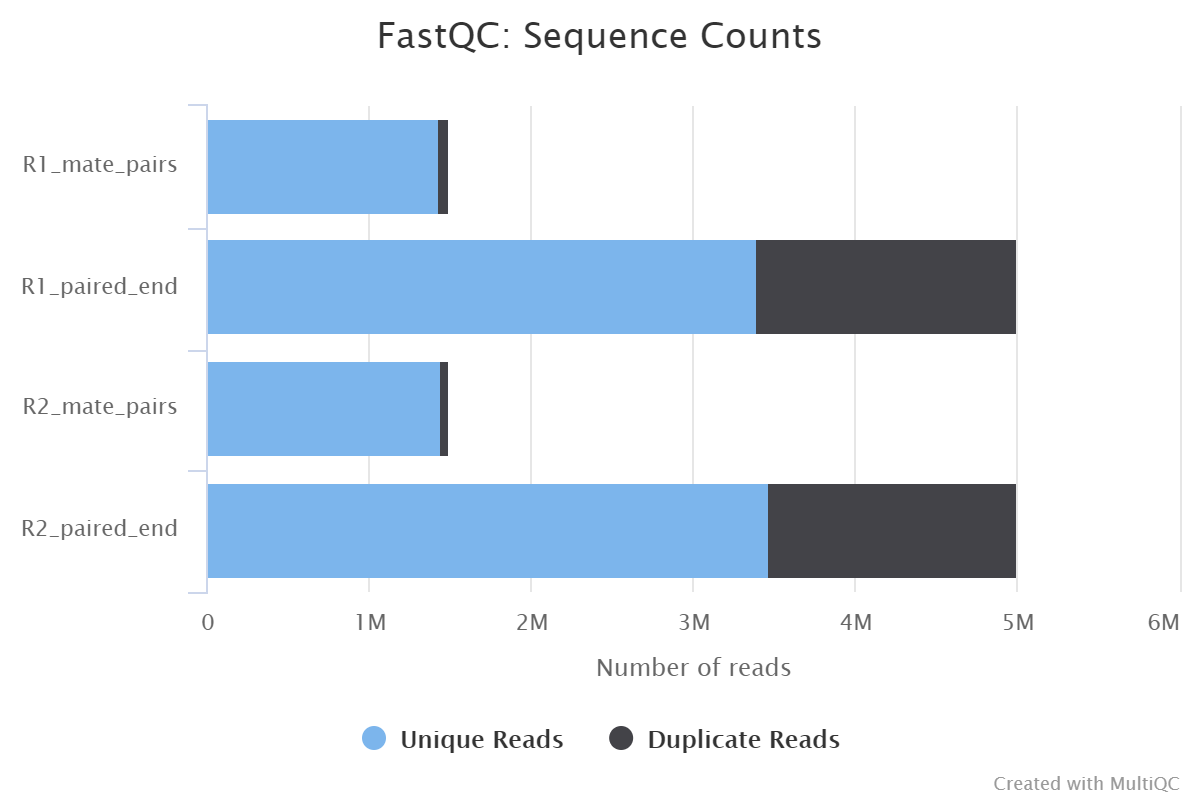 FastQC: Sequence Counts
R1_mate_pairs
R1_paired_end
R2_mate_pairs
R2_paired_end
0 1M 2M 3M 4M 5M 6M
Number of reads
Unique Reads Duplicate Reads
Created with MultiQC